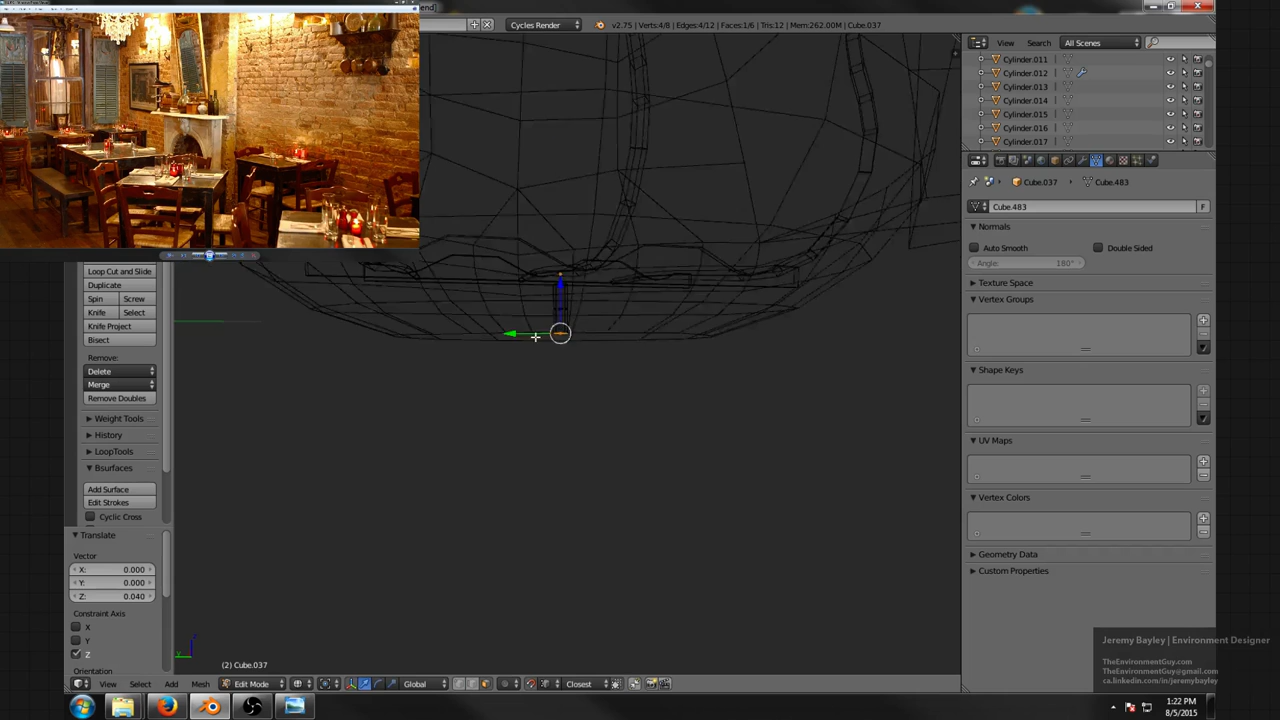 end]
Cycles Render
v2.75 | Verts:4/8 | Edges:4/12 | Faces:1/6 | Tris:12 | Mem:262.00M | Cube.037
View
Search
All Scenes
Cylinder.011
Cylinder.012
Cylinder.013
Cylinder.014
Cylinder.015
Cylinder.016
Cylinder.017
Cube.037
Cube.483
Cube.483
F
Normals
Auto Smooth
Double Sided
Angle:
180°
Texture Space
Vertex Groups
Shape Keys
UV Maps
Vertex Colors
Geometry Data
Custom Properties
Loop Cut and Slide
Duplicate
Spin
Screw
Knife
Select
Knife Project
Bisect
Remove:
Delete
Merge
Remove Doubles
Weight Tools
History
LoopTools
Bsurfaces
Add Surface
Edit Strokes
Cyclic Cross
Translate
Vector
X:
0.000
Y:
0.000
Z:
0.040
Constraint Axis
X
Y
Z
Orientation
(2) Cube.037
View
Select
Add
Mesh
Edit Mode
Global
Closest
Jeremy Bayley | Environment Designer
TheEnvironmentGuy.com
TheEnvironmentGuy@gmail.com
ca.linkedin.com/in/jeremybayley
1:22 PM
8/5/2015